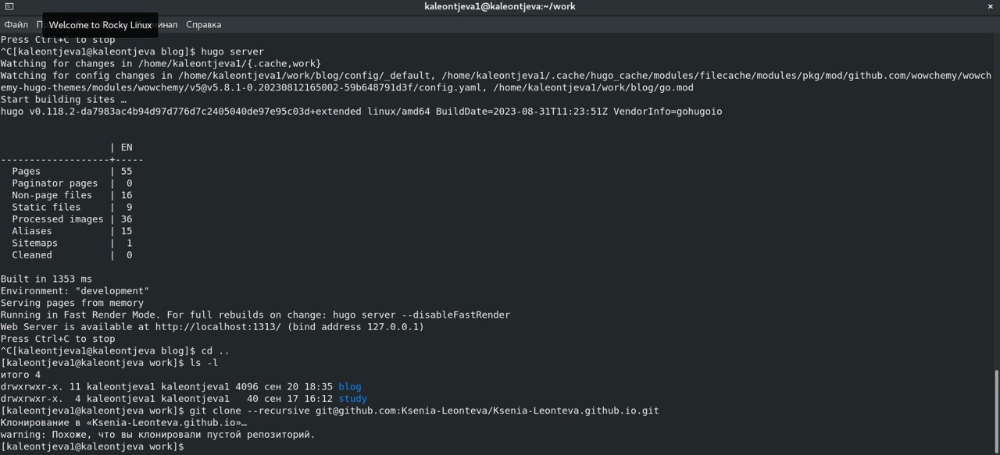 kaleontjeva1@kaleontjeva:~/work
×
Файл П Welcome to Rocky Linux минал Справка
Press Ctrl+C to stop
^C[kaleontjeva1@kaleontjeva blog]$ hugo server
Watching for changes in /home/kaleontjeva1/{.cache,work}
Watching for config changes in /home/kaleontjeva1/work/blog/config/_default, /home/kaleontjeva1/.cache/hugo_cache/modules/filecache/modules/pkg/mod/github.com/wowchemy/wowch
emy-hugo-themes/modules/wowchemy/v5@v5.8.1-0.20230812165002-59b648791d3f/config.yaml, /home/kaleontjeva1/work/blog/go.mod
Start building sites …
hugo v0.118.2-da7983ac4b94d97d776d7c2405040de97e95c03d+extended linux/amd64 BuildDate=2023-08-31T11:23:51Z VendorInfo=gohugoio
| EN
-------------------+-----
Pages | 55
Paginator pages | 0
Non-page files | 16
Static files | 9
Processed images | 36
Aliases | 15
Sitemaps | 1
Cleaned | 0
Built in 1353 ms
Environment: "development"
Serving pages from memory
Running in Fast Render Mode. For full rebuilds on change: hugo server --disableFastRender
Web Server is available at http://localhost:1313/ (bind address 127.0.0.1)
Press Ctrl+C to stop
^C[kaleontjeva1@kaleontjeva blog]$ cd ..
[kaleontjeva1@kaleontjeva work]$ ls -l
итого 4
drwxrwxr-x. 11 kaleontjeva1 kaleontjeva1 4096 сен 20 18:35 blog
drwxrwxr-x. 4 kaleontjeva1 kaleontjeva1 40 сен 17 16:12 study
[kaleontjeva1@kaleontjeva work]$ git clone --recursive git@github.com:Ksenia-Leonteva/Ksenia-Leonteva.github.io.git
Клонирование в «Ksenia-Leonteva.github.io»…
warning: Похоже, что вы клонировали пустой репозиторий.
[kaleontjeva1@kaleontjeva work]$